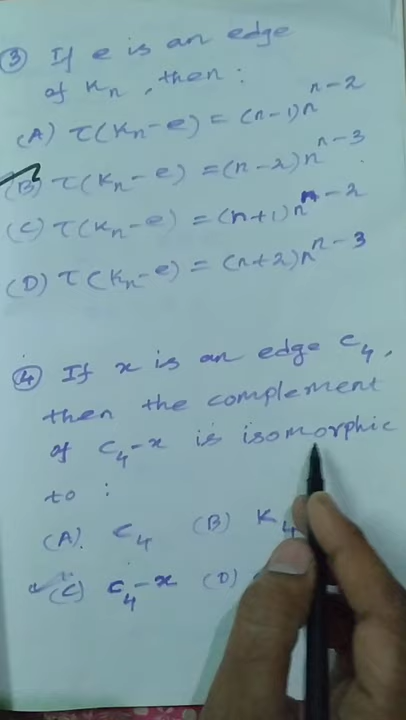 ③ If e is an edge
of Kn, then :
(A) τ(Kn-e) = (n-1)n^n-2
(B) τ(Kn-e) = (n-2)n^n-3
(C) τ(Kn-e) = (n+1)n^n-2
(D) τ(Kn-e) = (n+2)n^n-3
④ If x is an edge C4,
then the complement
of C4-x is isomorphic
to :
(A). C4 (B) K4
(C) C4-x (D)